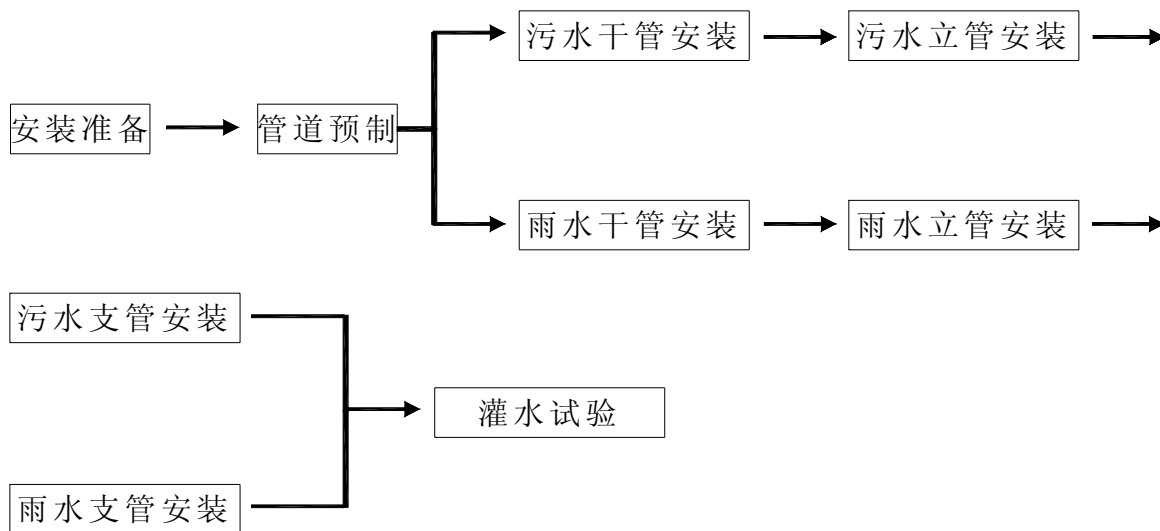 污水干管安装
污水立管安装
安装准备
管道预制
雨水干管安装
雨水立管安装
污水支管安装
灌水试验
雨水支管安装